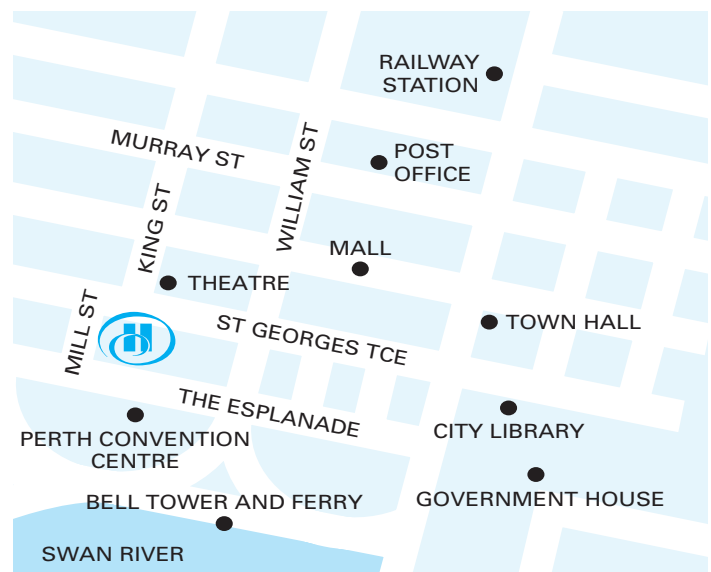 RAILWAY
STATION
MURRAY ST
WILLIAM ST
POST
OFFICE
KING ST
MALL
THEATRE
MILL ST
H
ST GEORGES TCE
TOWN HALL
THE ESPLANADE
PERTH CONVENTION
CENTRE
CITY LIBRARY
GOVERNMENT HOUSE
BELL TOWER AND FERRY
SWAN RIVER